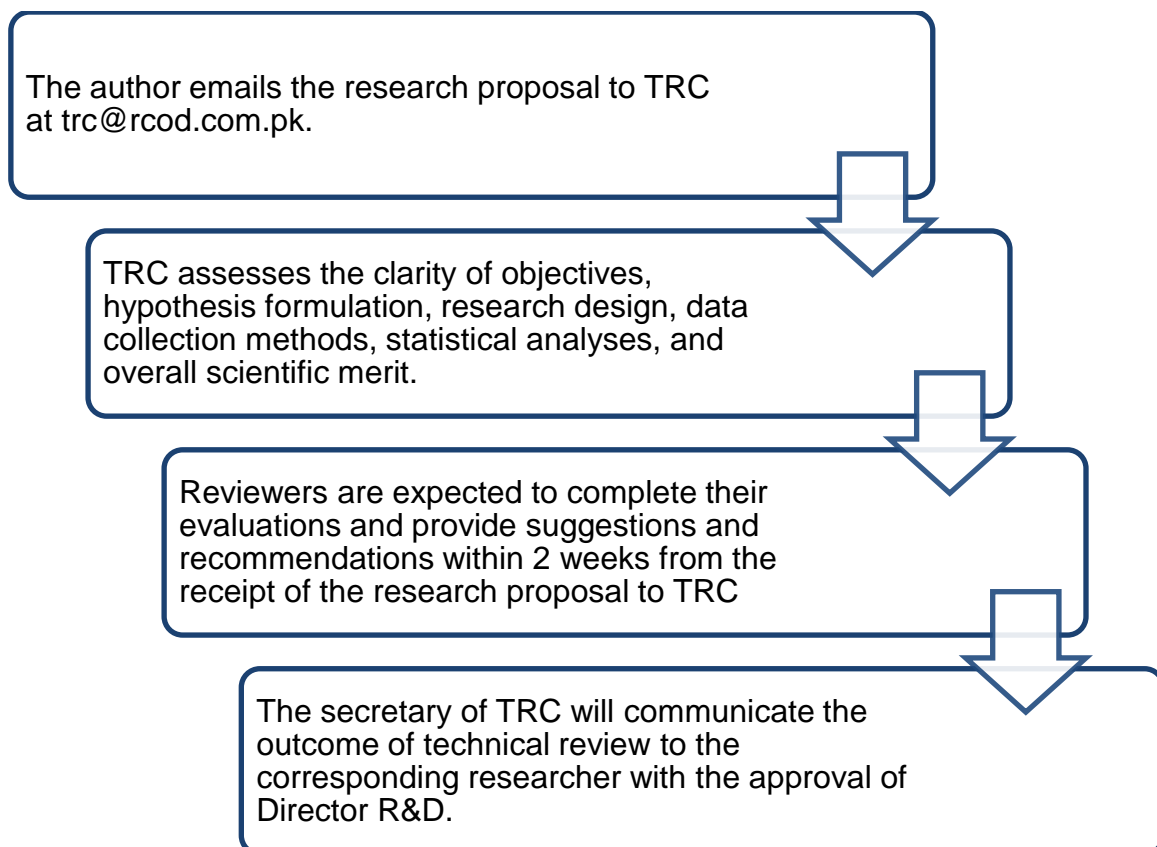 The author emails the research proposal to TRC
at trc@rcod.com.pk.
TRC assesses the clarity of objectives,
hypothesis formulation, research design, data
collection methods, statistical analyses, and
overall scientific merit.
Reviewers are expected to complete their
evaluations and provide suggestions and
recommendations within 2 weeks from the
receipt of the research proposal to TRC
The secretary of TRC will communicate the
outcome of technical review to the
corresponding researcher with the approval of
Director R&D.